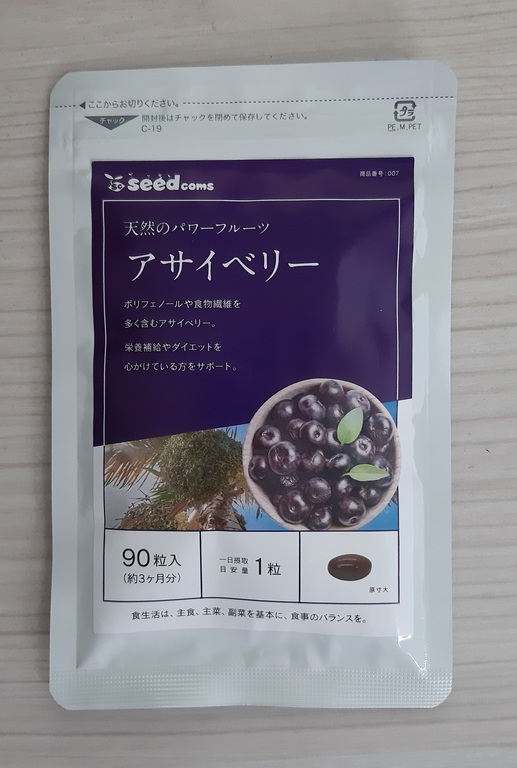 ここからお切りください。
チャック
開封後はチャックを閉めて保存してください。
C-19
プラ
PE,M,PET
seedcoms
商品番号:007
天然のパワーフルーツ
アサイベリー
ポリフェノールや食物繊維を
多く含むアサイベリー。
栄養補給やダイエットを
心がけている方をサポート。
90粒入
(約3ヶ月分)
一日摂取
目安量
1粒
原寸大
食生活は、主食、主菜、副菜を基本に、食事のバランスを。